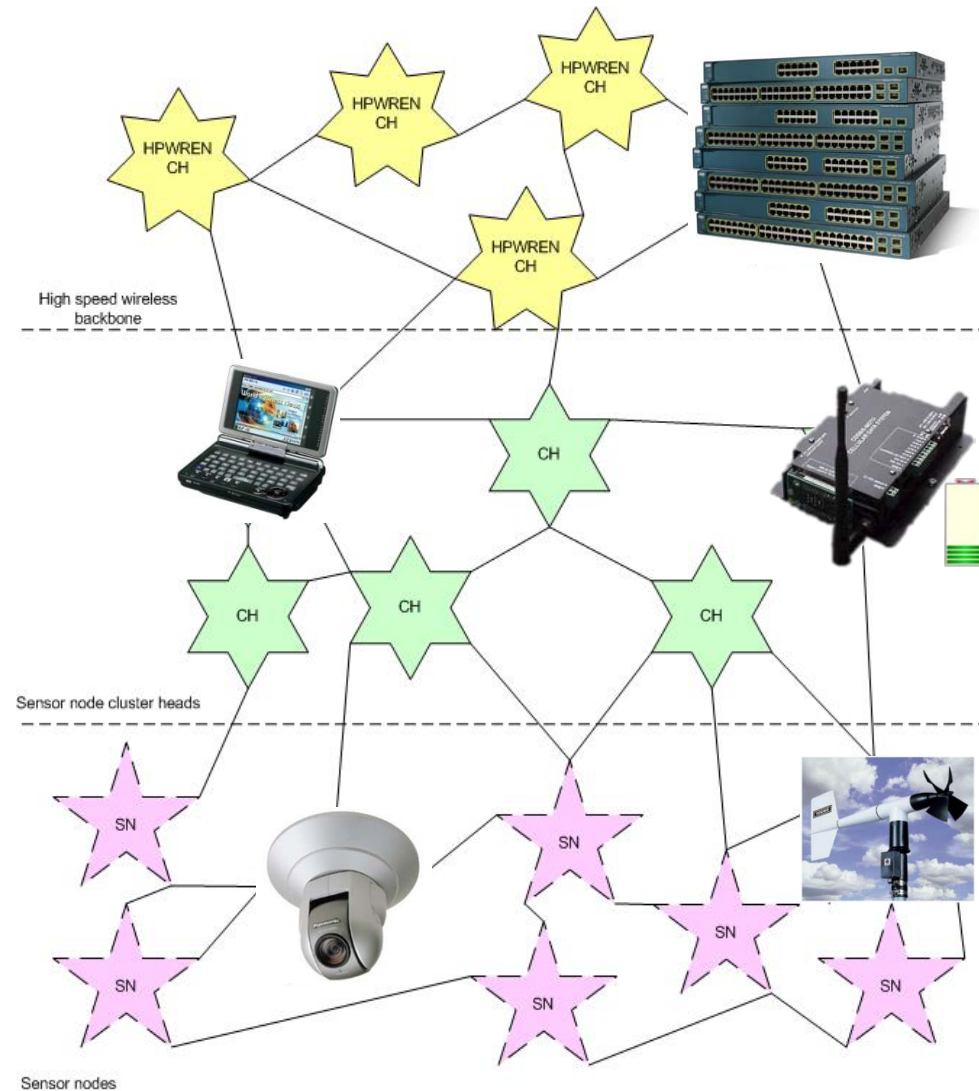 HPWREN
CH
HPWREN
CH
HPWREN
CH
HPWREN
CH
High speed wireless
backbone
CH
CH
CH
CH
Sensor node cluster heads
SN
SN
SN
SN
SN
SN
Sensor nodes